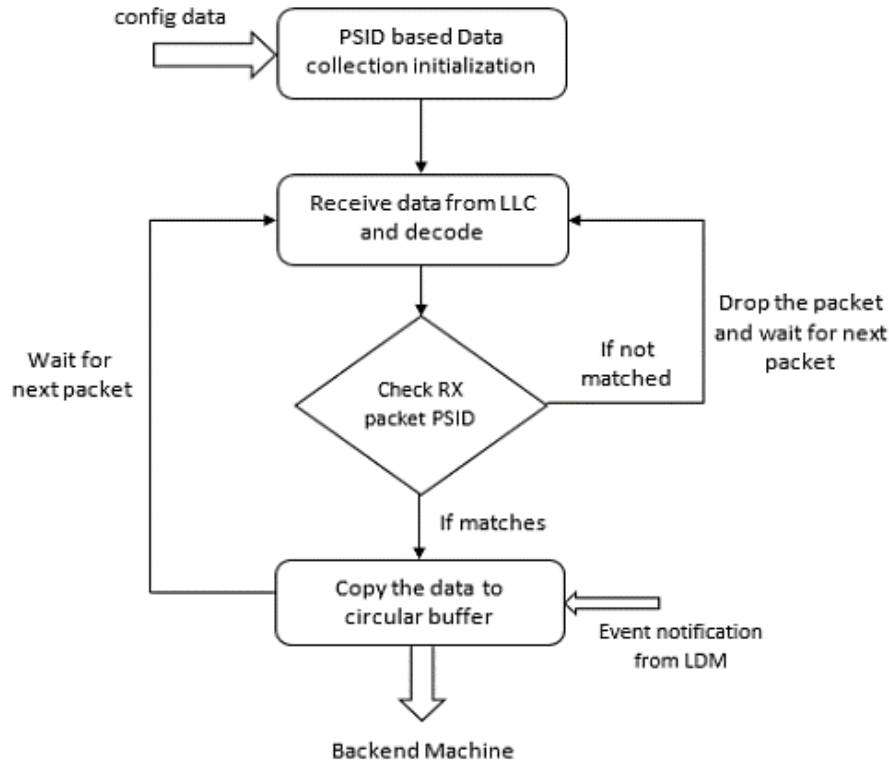 config data
PSID based Data
collection initialization
Receive data from LLC
and decode
Drop the packet
and wait for next
packet
If not
matched
Wait for
next packet
Check RX
packet PSID
If matches
Copy the data to
circular buffer
Event notification
from LDM
Backend Machine